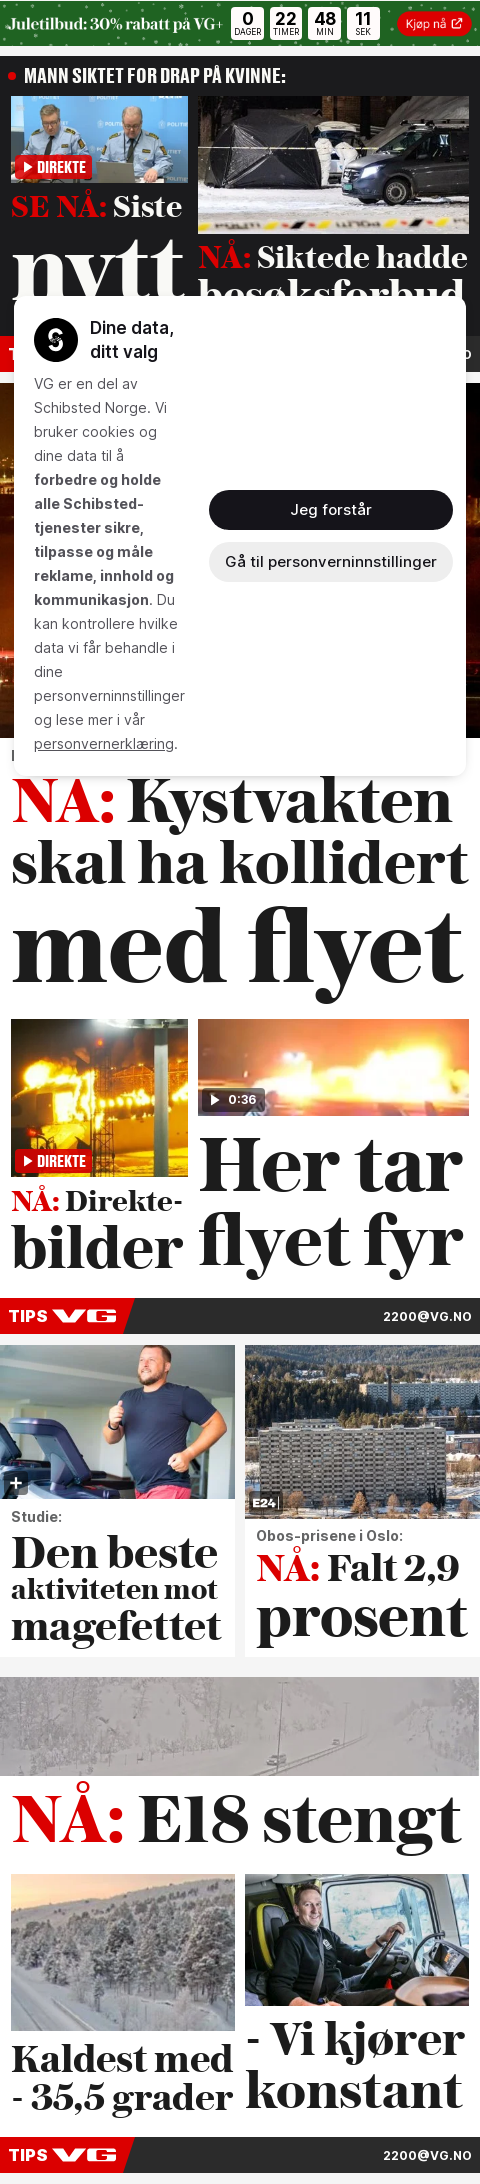 Juletilbud: 30% rabatt på VG+
0 22 48 11
DAGER TIMER MIN SEK
Kjøp nå
MANN SIKTET FOR DRAP PÅ KVINNE:
DIREKTE
SE NÅ: Siste
nytt
NÅ: Siktede hadde
besøksforbud
Dine data,
ditt valg
VG er en del av
Schibsted Norge. Vi
bruker cookies og
dine data til å
forbedre og holde
alle Schibsted-
tjenester sikre,
tilpasse og måle
reklame, innhold og
kommunikasjon. Du
kan kontrollere hvilke
data vi får behandle i
dine
personverninnstillinger
og lese mer i vår
personvernerklæring.
Jeg forstår
Gå til personverninnstillinger
NÅ: Kystvakten
skal ha kollidert
med flyet
DIREKTE
NÅ: Direkte-
bilder
0:36
Her tar
flyet fyr
TIPS VG
2200@VG.NO
Studie:
Den beste
aktiviteten mot
magefettet
E24
Obos-prisene i Oslo:
NÅ: Falt 2,9
prosent
NÅ: E18 stengt
Kaldest med
- 35,5 grader
- Vi kjører
konstant
TIPS VG
2200@VG.NO